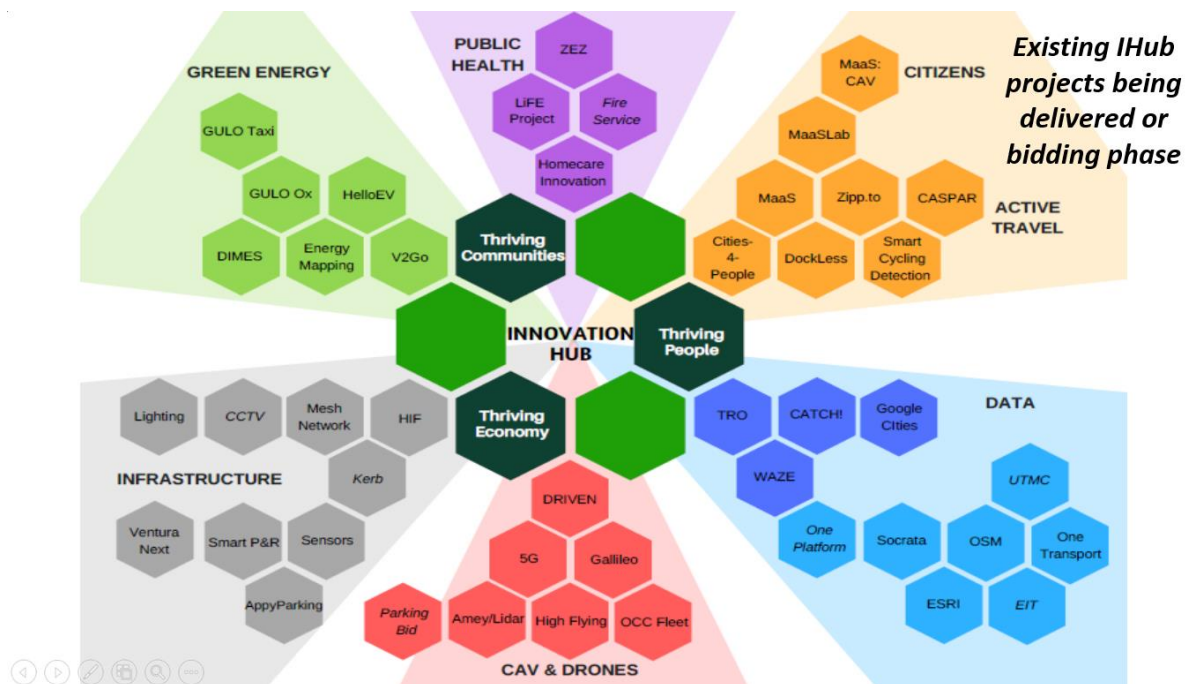 Existing IHub
projects being
delivered or
bidding phase
GREEN ENERGY
GULO Taxi
GULO Ox
HelloEV
DIMES
Energy
Mapping
V2Go
PUBLIC
HEALTH
ZEZ
LiFE
Project
Fire
Service
Homecare
Innovation
CITIZENS
MaaS:
CAV
MaaSLab
MaaS
Zipp.to
CASPAR
ACTIVE
TRAVEL
Cities-
4-
People
DockLess
Smart
Cycling
Detection
Thriving
Communities
INNOVATION
HUB
Thriving
People
Thriving
Economy
Lighting
CCTV
Mesh
Network
HIF
Kerb
INFRASTRUCTURE
Ventura
Next
Smart P&R
Sensors
AppyParking
DRIVEN
5G
Gallileo
Parking
Bid
Amey/Lidar
High Flying
OCC Fleet
CAV & DRONES
DATA
TRO
CATCH!
Google
CIties
WAZE
UTMC
One
Platform
Socrata
OSM
One
Transport
ESRI
EIT